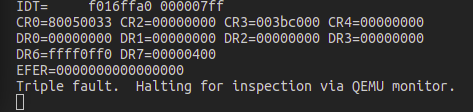 IDT=     f016ffa0 000007ff
CR0=80050033 CR2=00000000 CR3=003bc000 CR4=00000000
DR0=00000000 DR1=00000000 DR2=00000000 DR3=00000000
DR6=ffff0ff0 DR7=00000400
EFER=0000000000000000
Triple fault.  Halting for inspection via QEMU monitor.